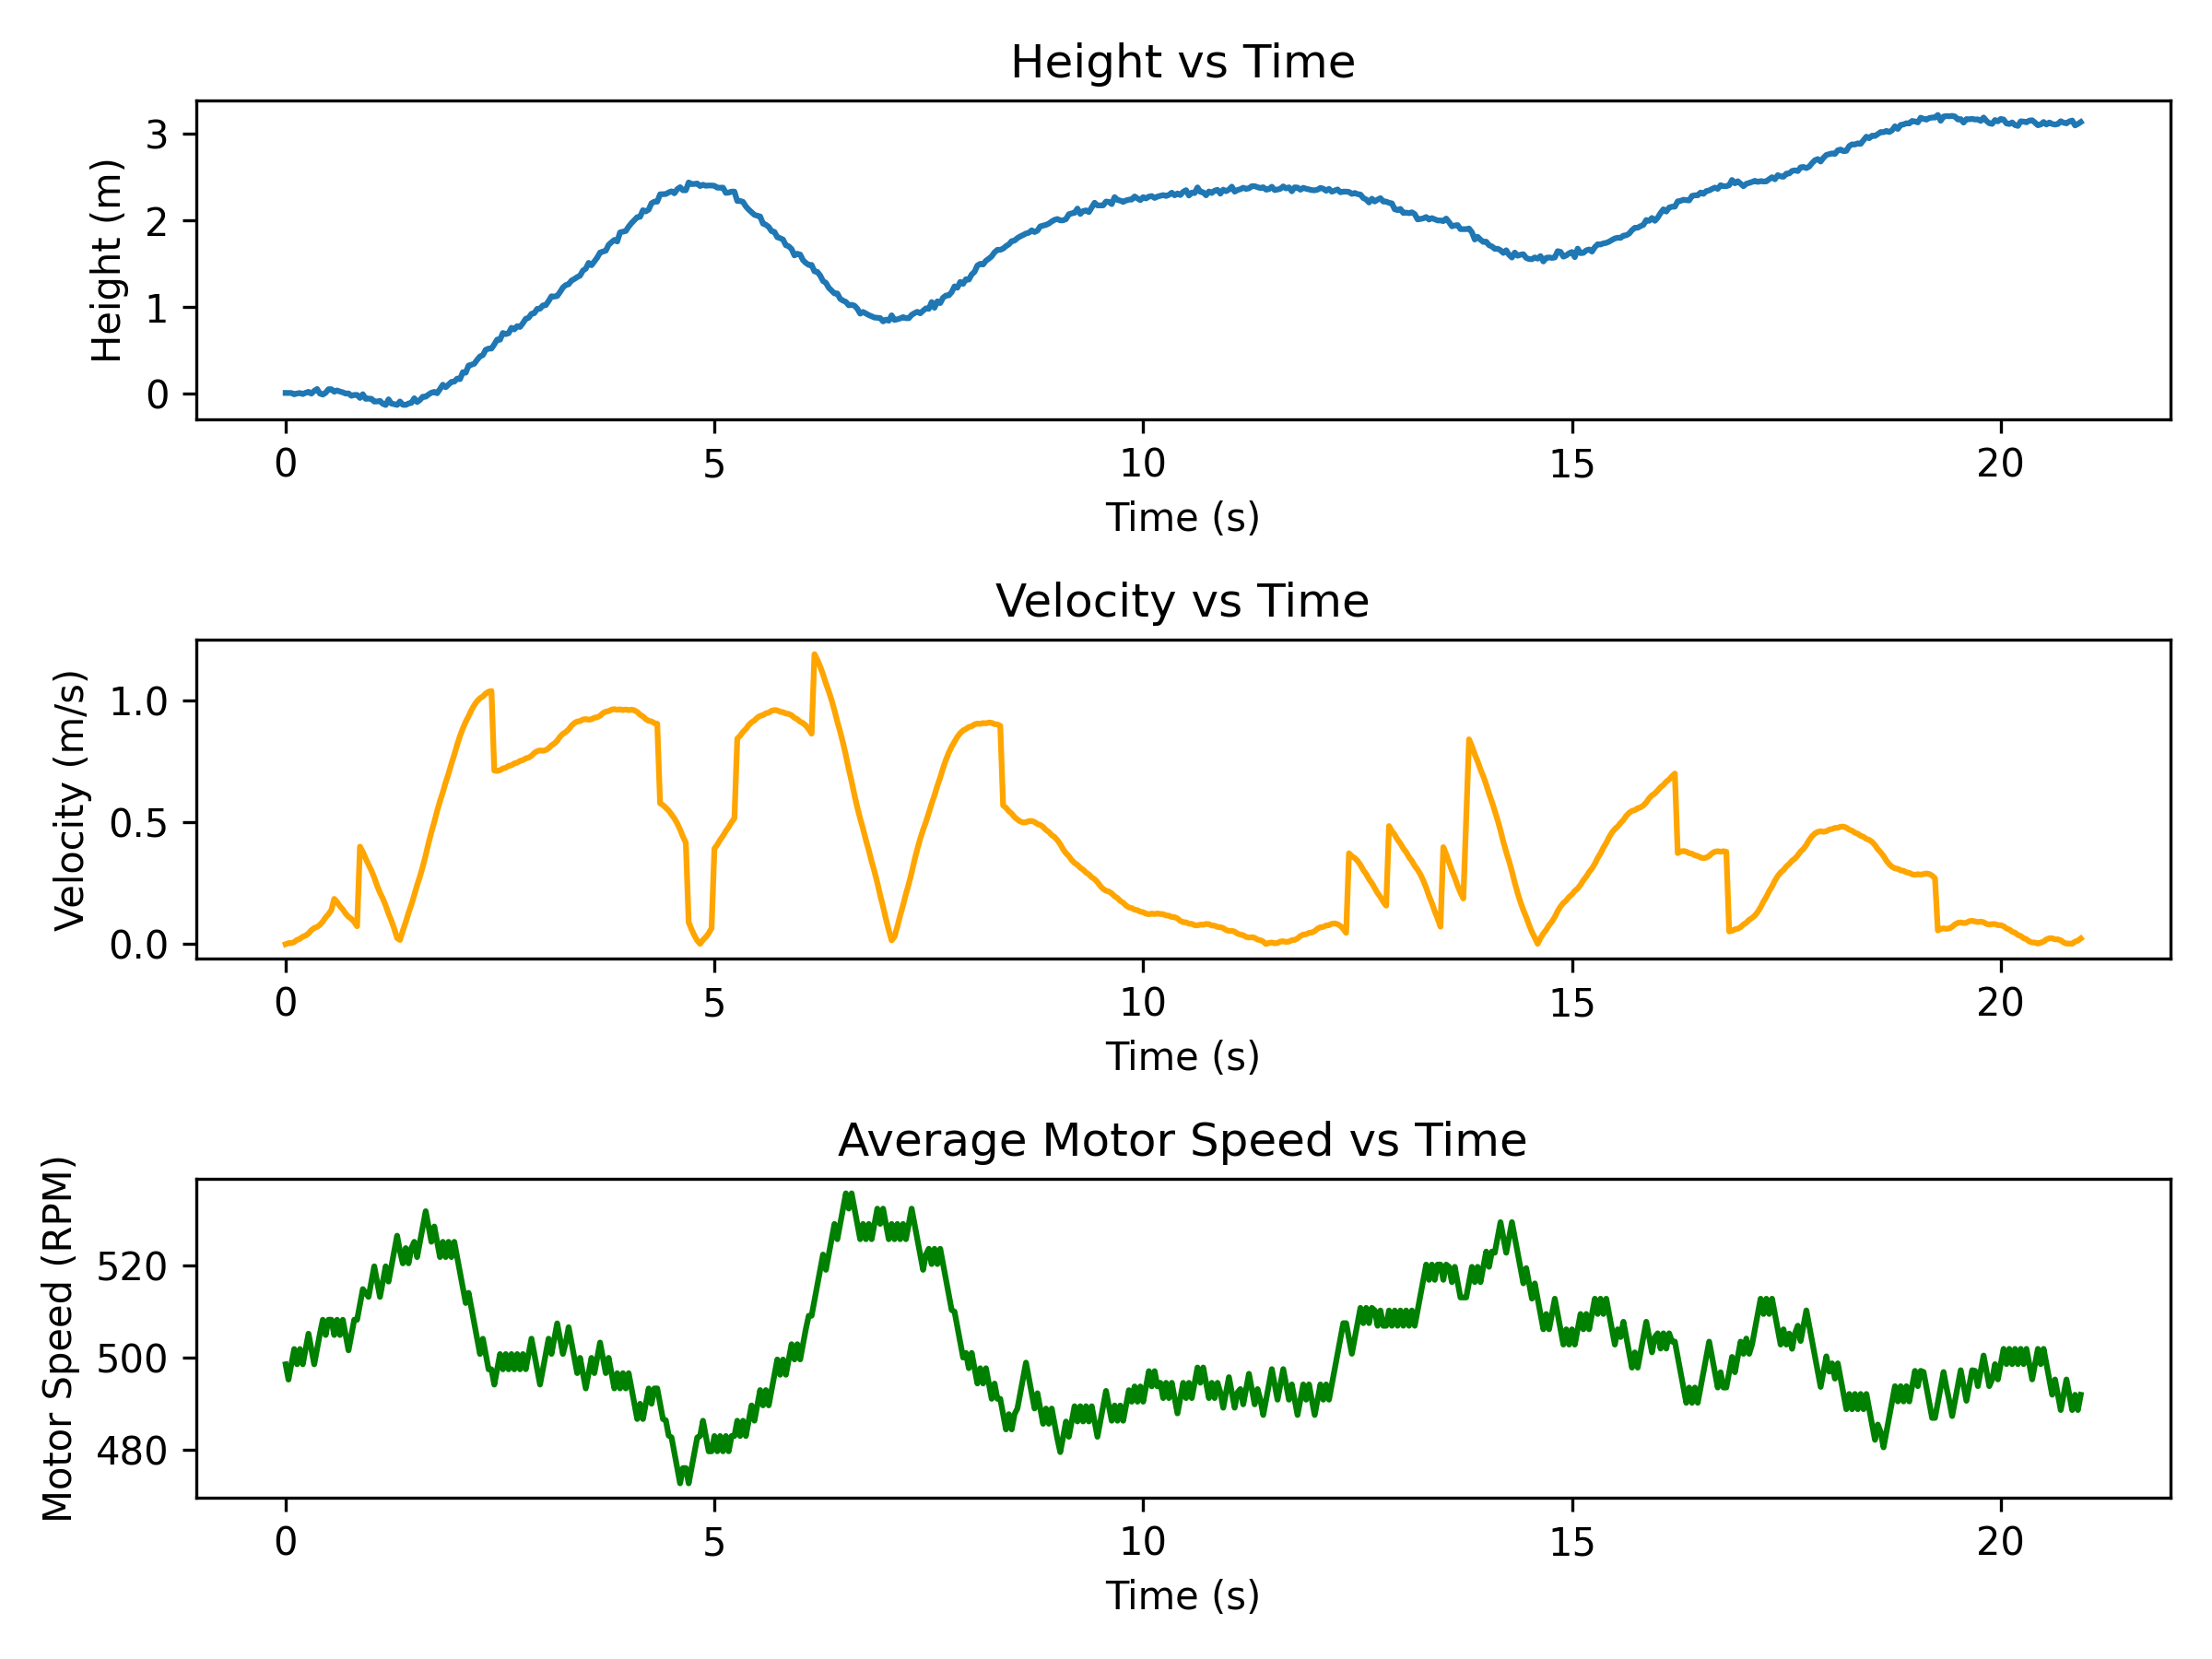 Height vs Time
Height (m)
3
2
1
0
0 5 10 15 20
Time (s)
Velocity vs Time
Velocity (m/s)
1.0
0.5
0.0
0 5 10 15 20
Time (s)
Average Motor Speed vs Time
Motor Speed (RPM)
520
500
480
0 5 10 15 20
Time (s)